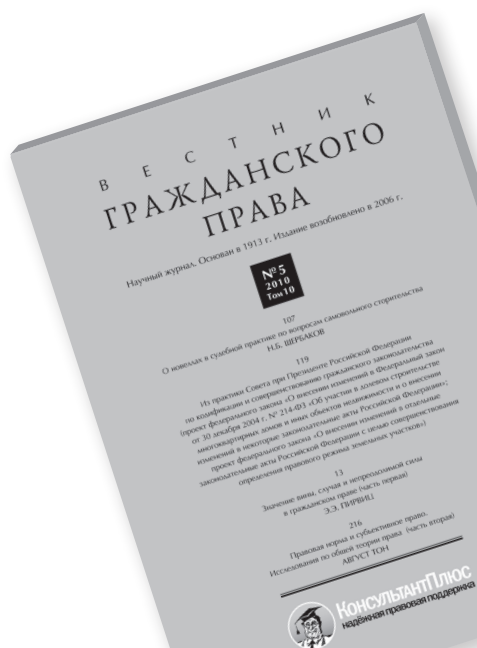 ВЕСТНИК
ГРАЖДАНСКОГО
ПРАВА
Научный журнал. Основан в 1913 г. Издание возобновлено в 2006 г.
№ 5
2010
Том 10
107
О новеллах в судебной практике по вопросам самовольного строительства
Н.Б. ЩЕРБАКОВ
119
Из практики Совета при Президенте Российской Федерации
по кодификации и совершенствованию гражданского законодательства
(проект федерального закона «О внесении изменений в Федеральный закон
от 30 декабря 2004 г. № 214-ФЗ «Об участии в долевом строительстве
многоквартирных домов и иных объектов недвижимости и о внесении
изменений в некоторые законодательные акты Российской Федерации»;
проект федерального закона «О внесении изменений в отдельные
законодательные акты Российской Федерации с целью совершенствования
определения правового режима земельных участков»)
13
Значение вины, случая и непреодолимой силы
в гражданском праве (часть первая)
Э.Э. ПИРВИЦ
216
Правовая норма и субъективное право.
Исследования по общей теории права (часть вторая)
АВГУСТ ТОН
КОНСУЛЬТАНТПЛЮС
надёжная правовая поддержка